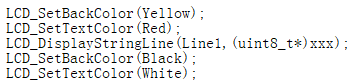 LCD_SetBackColor(Yellow);
LCD_SetTextColor(Red);
LCD_DisplayStringLine(Line1,(uint8_t*)xxx);
LCD_SetBackColor(Black);
LCD_SetTextColor(White);